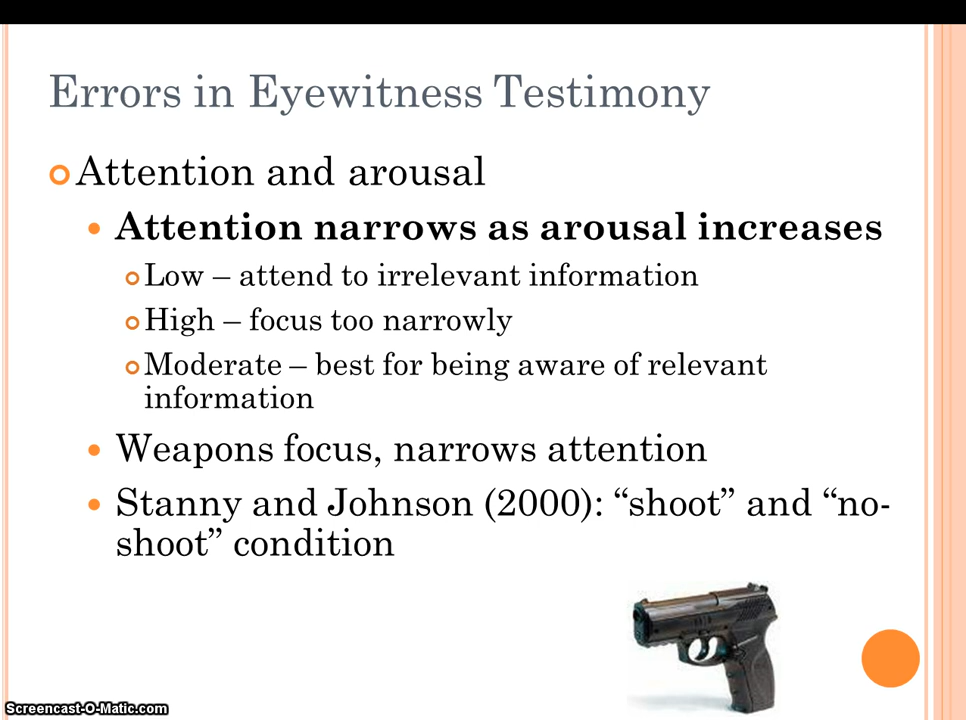 Errors in Eyewitness Testimony
Attention and arousal
Attention narrows as arousal increases
Low – attend to irrelevant information
High – focus too narrowly
Moderate – best for being aware of relevant
information
Weapons focus, narrows attention
Stanny and Johnson (2000): “shoot” and “no-
shoot” condition
Screencast-O-Matic.com